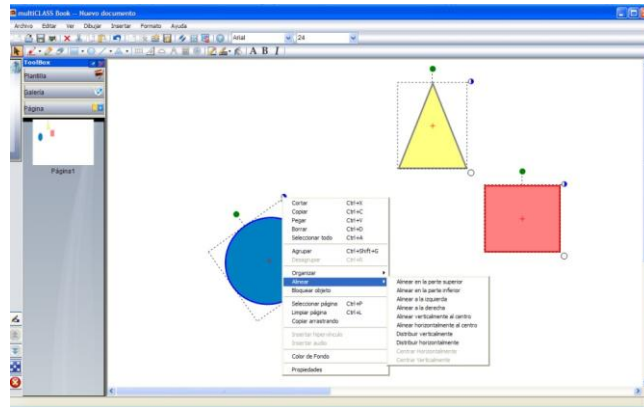 multiCLASS Book -- Nuevo documento
Archivo Editar Ver Dibujar Insertar Formato Ayuda
Arial 24
A B I
ToolBox
Plantilla
Galería
Página
Página1
Cortar Ctrl+X
Copiar Ctrl+C
Pegar Ctrl+V
Borrar Ctrl+D
Seleccionar todo Ctrl+A
Agrupar Ctrl+Shift+G
Desagrupar
Organizar
Alinear
Bloquear objeto
Seleccionar página Ctrl+P
Limpiar página Ctrl+L
Copiar arrastrando
Insertar hipervínculo
Insertar audio
Color de Fondo
Propiedades
Alinear en la parte superior
Alinear en la parte inferior
Alinear a la izquierda
Alinear a la derecha
Alinear verticalmente al centro
Alinear horizontalmente al centro
Distribuir verticalmente
Distribuir horizontalmente
Centrar Horizontalmente
Centrar Verticalmente